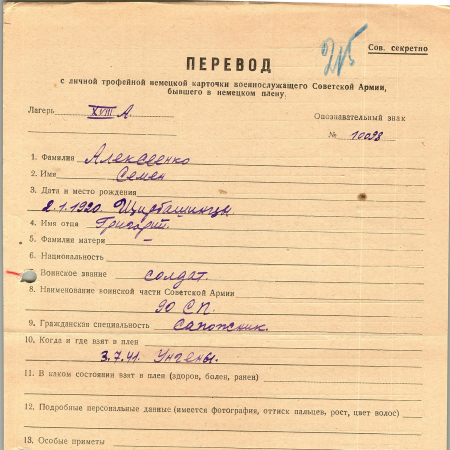 215
Сов. секретно
ПЕРЕВОД
с личной трофейной немецкой карточки военнослужащего Советской Армии,
бывшего в немецком плену.
Лагерь XVIII А.
Опознавательный знак
№ 10098
1. Фамилия Алексеенко
2. Имя Семен
3. Дата и место рождения
2.1.1920.
4. Имя отца Григорий.
5. Фамилия матери –
6. Национальность
7. Воинское звание солдат.
8. Наименование воинской части Советской Армии
90 СП.
9. Гражданская специальность сапожник.
10. Когда и где взят в плен
3.7.41. Унгены.
11. В каком состоянии взят в плен (здоров, болен, ранен)
12. Подробные персональные данные (имеется фотография, оттиск пальцев, рост, цвет волос)
13. Особые приметы